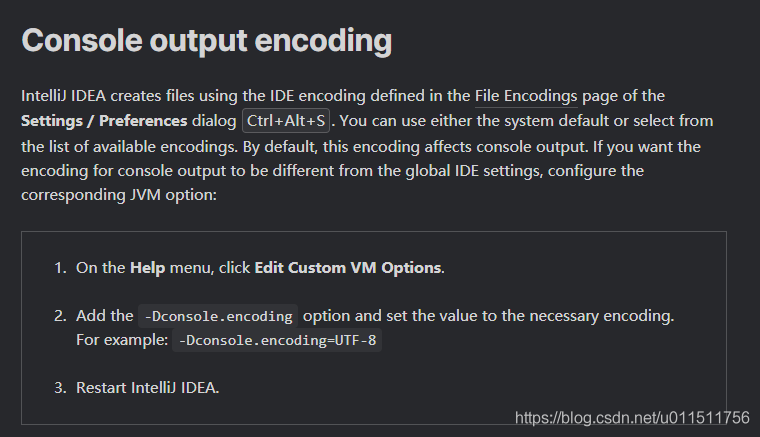 Console output encoding
IntelliJ IDEA creates files using the IDE encoding defined in the File Encodings page of the
Settings / Preferences dialog Ctrl+Alt+S. You can use either the system default or select from
the list of available encodings. By default, this encoding affects console output. If you want the
encoding for console output to be different from the global IDE settings, configure the
corresponding JVM option:
1. On the Help menu, click Edit Custom VM Options.
2. Add the -Dconsole.encoding option and set the value to the necessary encoding.
For example: -Dconsole.encoding=UTF-8
3. Restart IntelliJ IDEA.
https://blog.csdn.net/u011511756